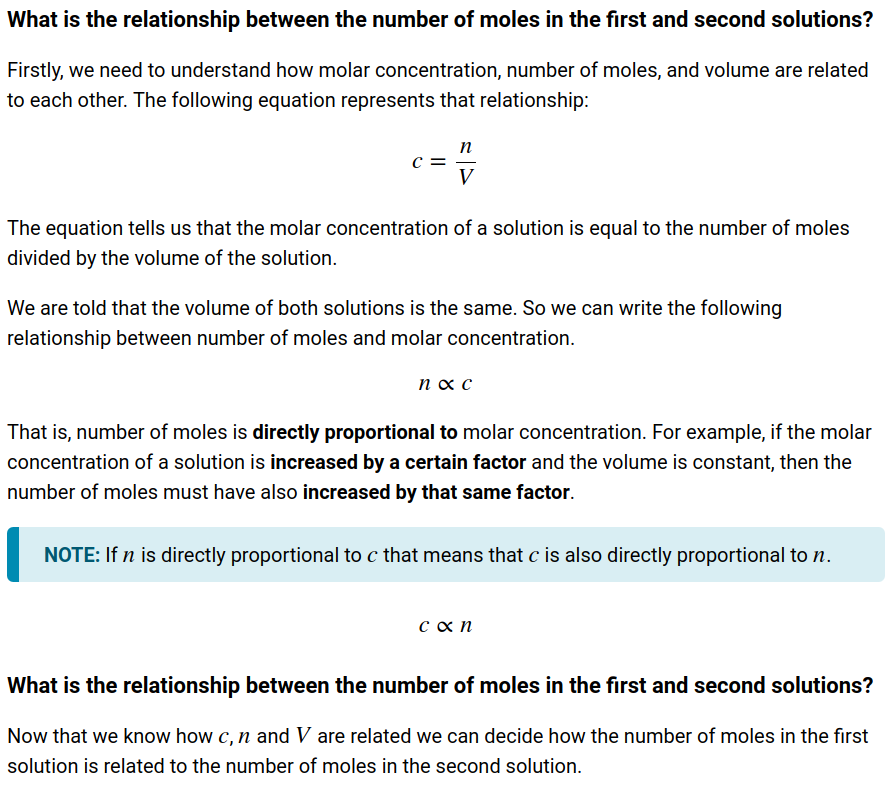 What is the relationship between the number of moles in the first and second solutions?
Firstly, we need to understand how molar concentration, number of moles, and volume are related
to each other. The following equation represents that relationship:
c = n/V
The equation tells us that the molar concentration of a solution is equal to the number of moles
divided by the volume of the solution.
We are told that the volume of both solutions is the same. So we can write the following
relationship between number of moles and molar concentration.
n ∝ c
That is, number of moles is directly proportional to molar concentration. For example, if the molar
concentration of a solution is increased by a certain factor and the volume is constant, then the
number of moles must have also increased by that same factor.
NOTE: If n is directly proportional to c that means that c is also directly proportional to n.
c ∝ n
What is the relationship between the number of moles in the first and second solutions?
Now that we know how c, n and V are related we can decide how the number of moles in the first
solution is related to the number of moles in the second solution.